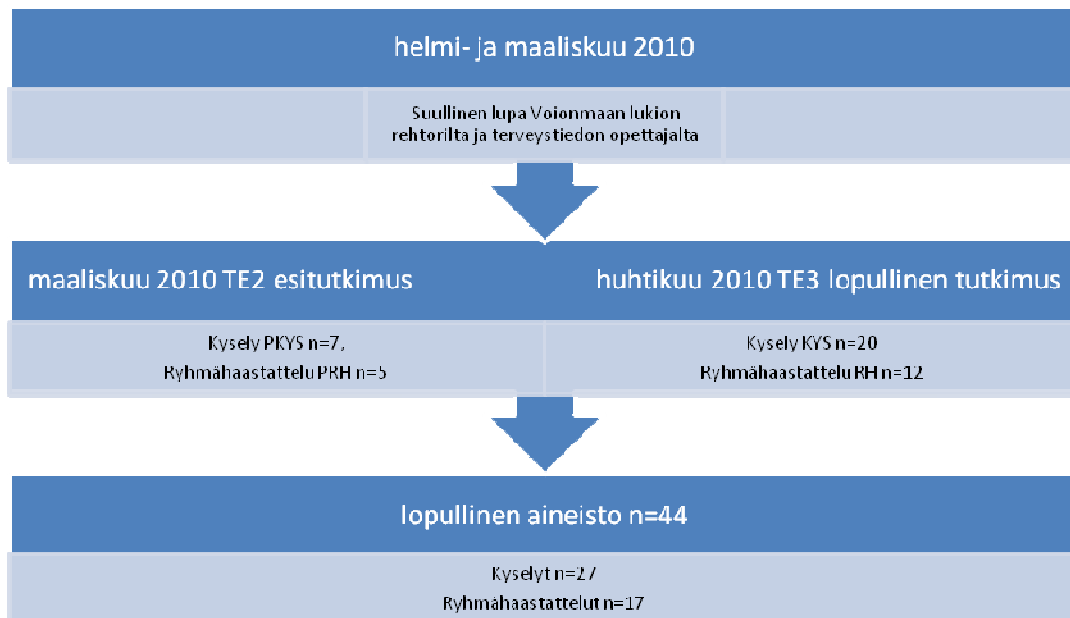 helmi- ja maaliskuu 2010
Suullinen lupa Voionmaan lukion
rehtorilta ja terveystiedon opettajalta
maaliskuu 2010 TE2 esitutkimus
huhtikuu 2010 TE3 lopullinen tutkimus
Kysely PKYS n=7,
Ryhmähaastattelu PRH n=5
Kysely KYS n=20
Ryhmähaastattelu RH n=12
lopullinen aineisto n=44
Kyselyt n=27
Ryhmähaastattelut n=17